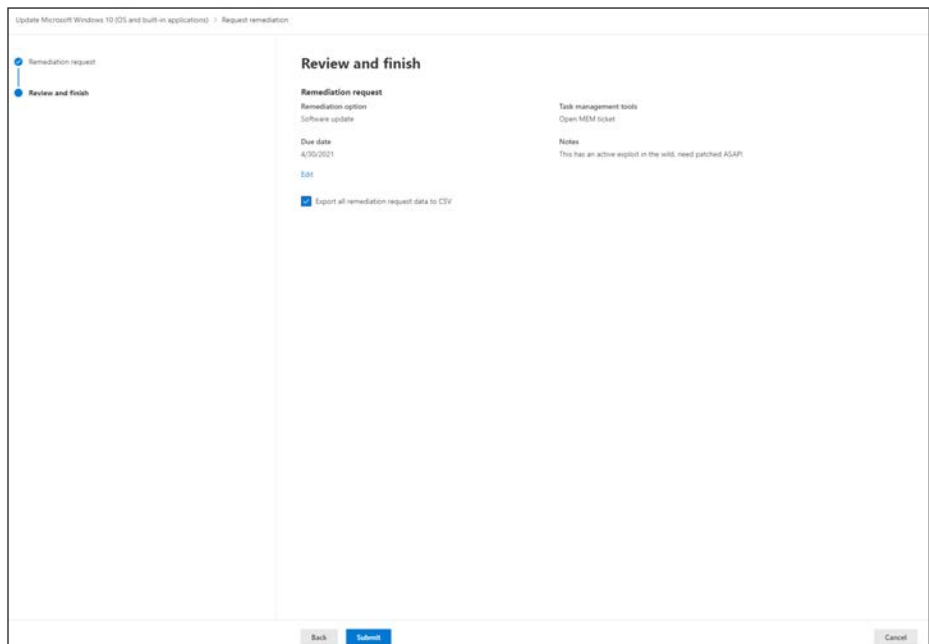 Update Microsoft Windows 10 (OS and built-in applications) > Request remediation
Remediation request
Review and finish
Review and finish
Remediation request
Remediation option
Software update
Task management tools
Open MEM ticket
Due date
4/30/2021
Notes
This has an active exploit in the wild, need patched ASAP!
Edit
Export all remediation request data to CSV
Back
Submit
Cancel